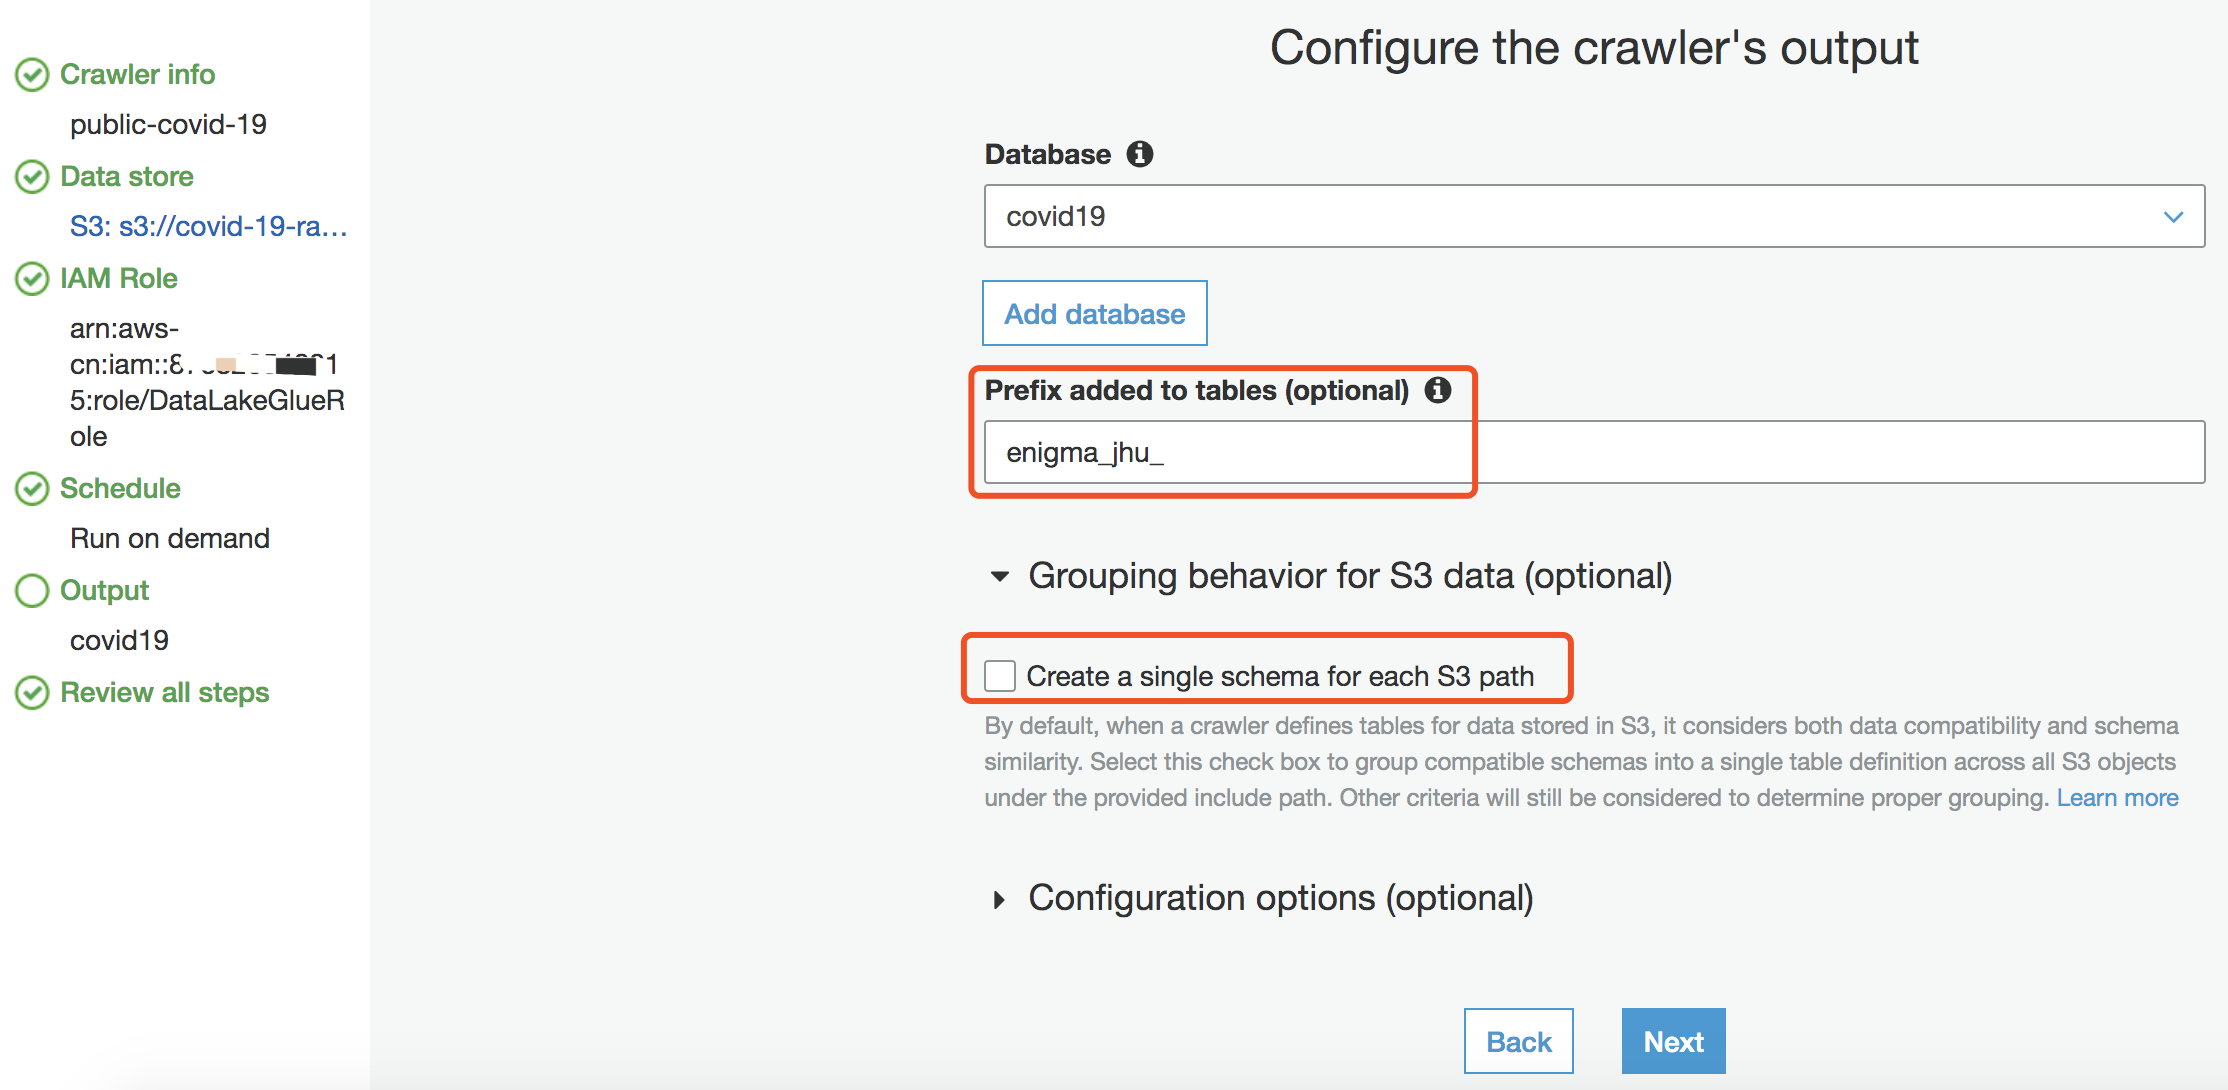 Crawler info
public-covid-19
Data store
S3: s3://covid-19-ra...
IAM Role
arn:aws-
cn:iam::8
5:role/DataLakeGlueR
ole
Schedule
Run on demand
Output
covid19
Review all steps
Configure the crawler's output
Database
covid19
Add database
Prefix added to tables (optional)
enigma_jhu_
Grouping behavior for S3 data (optional)
Create a single schema for each S3 path
By default, when a crawler defines tables for data stored in S3, it considers both data compatibility and schema
similarity. Select this check box to group compatible schemas into a single table definition across all S3 objects
under the provided include path. Other criteria will still be considered to determine proper grouping. Learn more
Configuration options (optional)
Back
Next